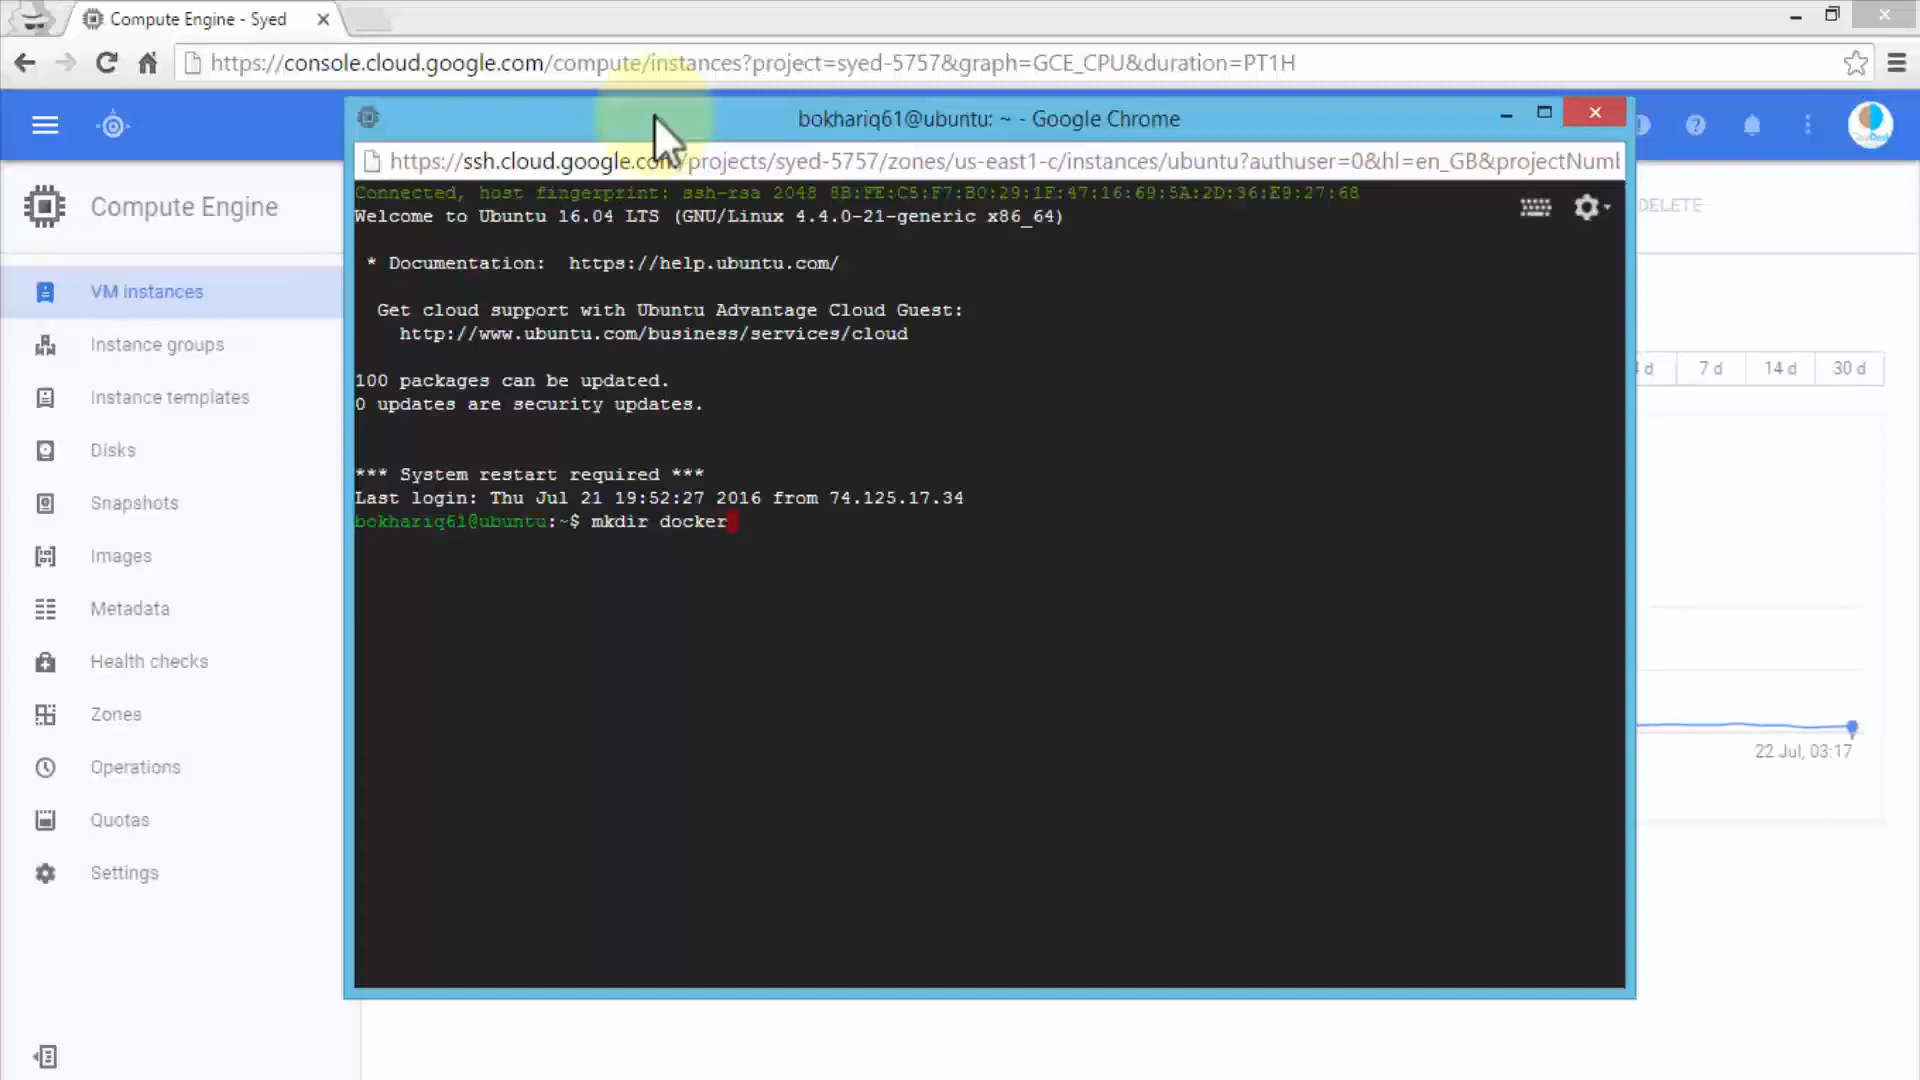 Compute Engine - Syed
https://console.cloud.google.com/compute/instances?project=syed-5757&graph=GCE_CPU&duration=PT1H
bokhariq61@ubuntu: ~ - Google Chrome
https://ssh.cloud.google.com/projects/syed-5757/zones/us-east1-c/instances/ubuntu?authuser=0&hl=en_GB&projectNumb
Compute Engine
DELETE
VM instances
Instance groups
Instance templates
Disks
Snapshots
Images
Metadata
Health checks
Zones
Operations
Quotas
Settings
Connected, host fingerprint: ssh-rsa 2048 8B:FE:C5:F7:B0:29:1E:47:16:69:5A:2D:36:E9:27:68
Welcome to Ubuntu 16.04 LTS (GNU/Linux 4.4.0-21-generic x86_64)
* Documentation: https://help.ubuntu.com/
Get cloud support with Ubuntu Advantage Cloud Guest:
http://www.ubuntu.com/business/services/cloud
100 packages can be updated.
0 updates are security updates.
*** System restart required ***
Last login: Thu Jul 21 19:52:27 2016 from 74.125.17.34
bokhariq61@ubuntu:~$ mkdir docker
d
7 d
14 d
30 d
22 Jul, 03:17